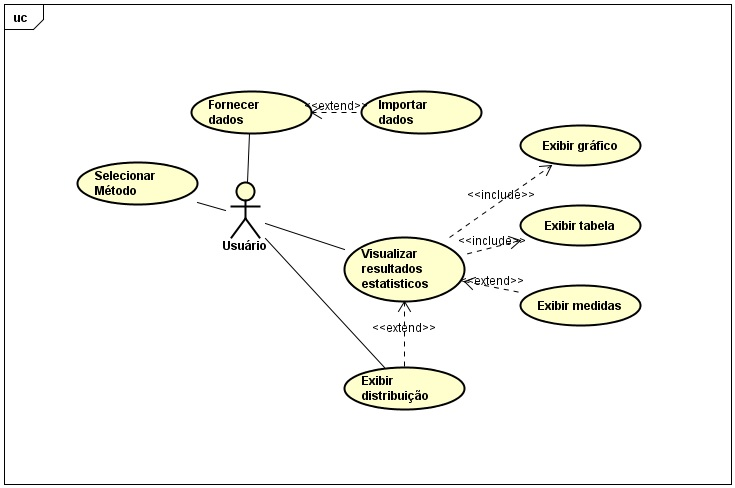 uc
Fornecer
dados
<<extend>>
Importar
dados
Exibir gráfico
Selecionar
Método
<<include>>
Usuário
Exibir tabela
<<include>>
Visualizar
resultados
estatisticos
<<extend>>
Exibir medidas
<<extend>>
Exibir
distribuição